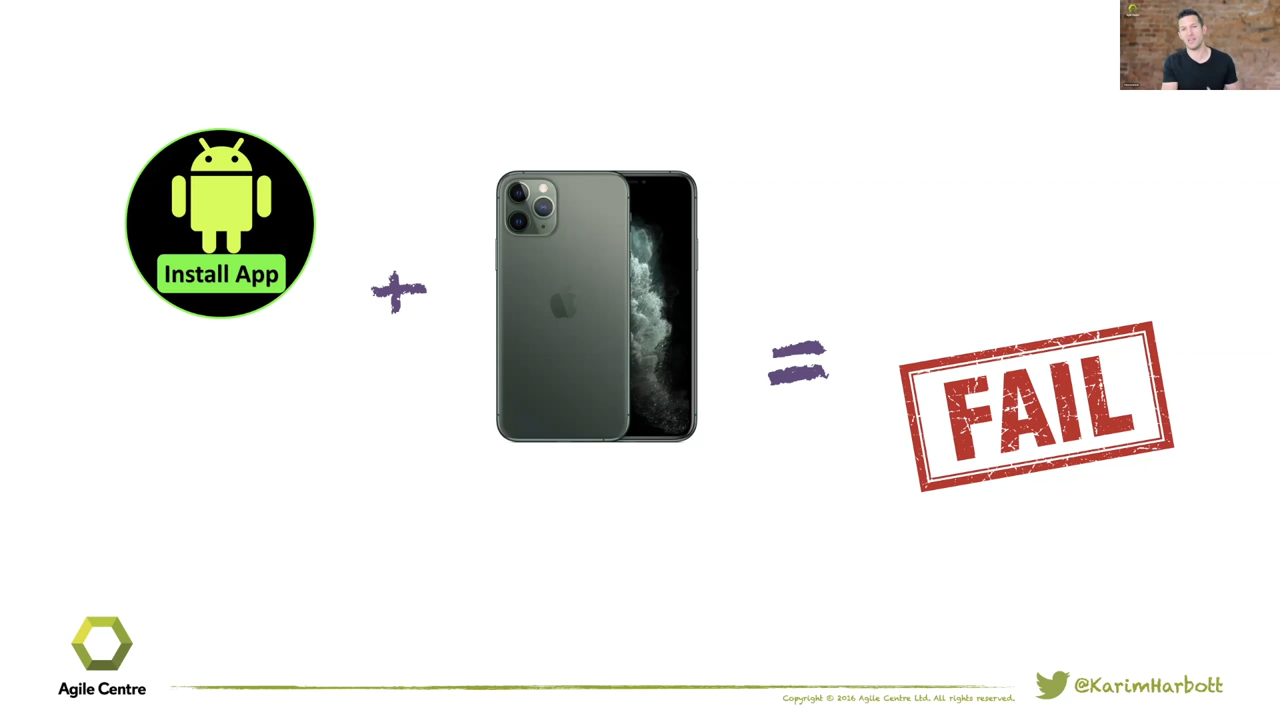 Install App
FAIL
Agile Centre
Copyright © 2016 Agile Centre Ltd. All rights reserved.
@KarimHarbott